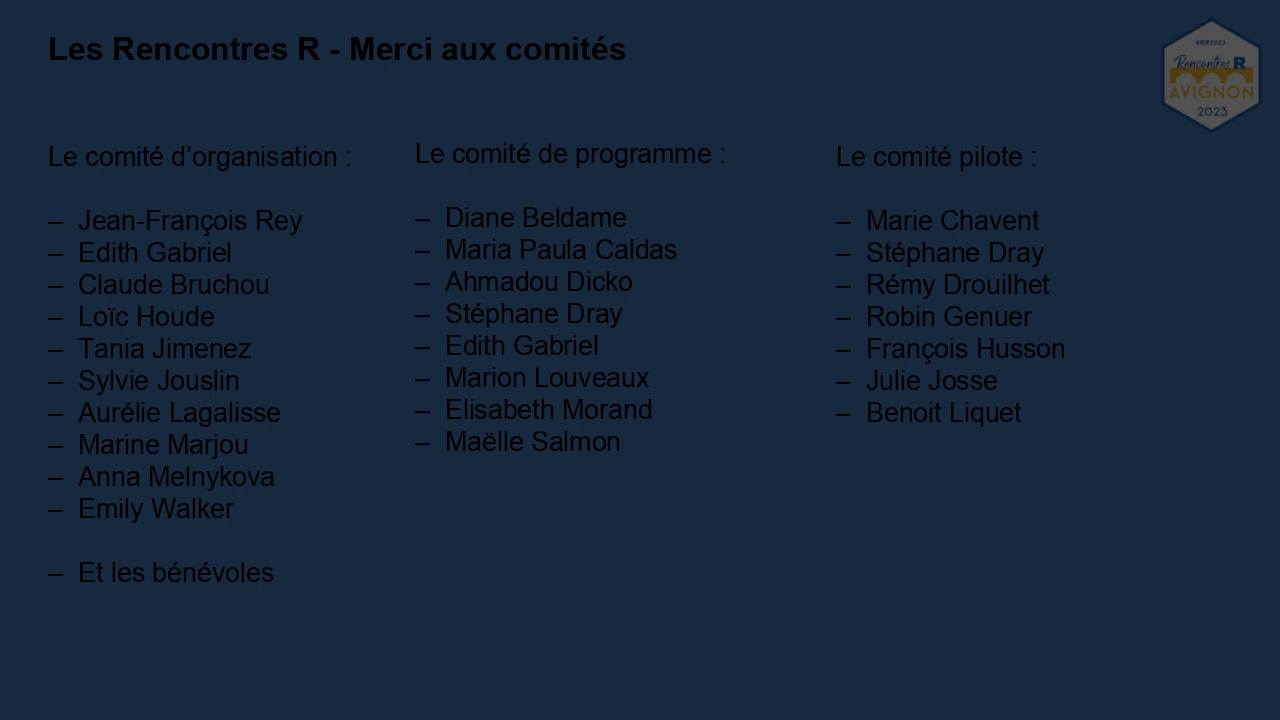 Les Rencontres R - Merci aux comités
#RR2023
Rencontres R
AVIGNON
2023
Le comité d’organisation :
– Jean-François Rey
– Edith Gabriel
– Claude Bruchou
– Loïc Houde
– Tania Jimenez
– Sylvie Jouslin
– Aurélie Lagalisse
– Marine Marjou
– Anna Melnykova
– Emily Walker
– Et les bénévoles
Le comité de programme :
– Diane Beldame
– Maria Paula Caldas
– Ahmadou Dicko
– Stéphane Dray
– Edith Gabriel
– Marion Louveaux
– Elisabeth Morand
– Maëlle Salmon
Le comité pilote :
– Marie Chavent
– Stéphane Dray
– Rémy Drouilhet
– Robin Genuer
– François Husson
– Julie Josse
– Benoit Liquet